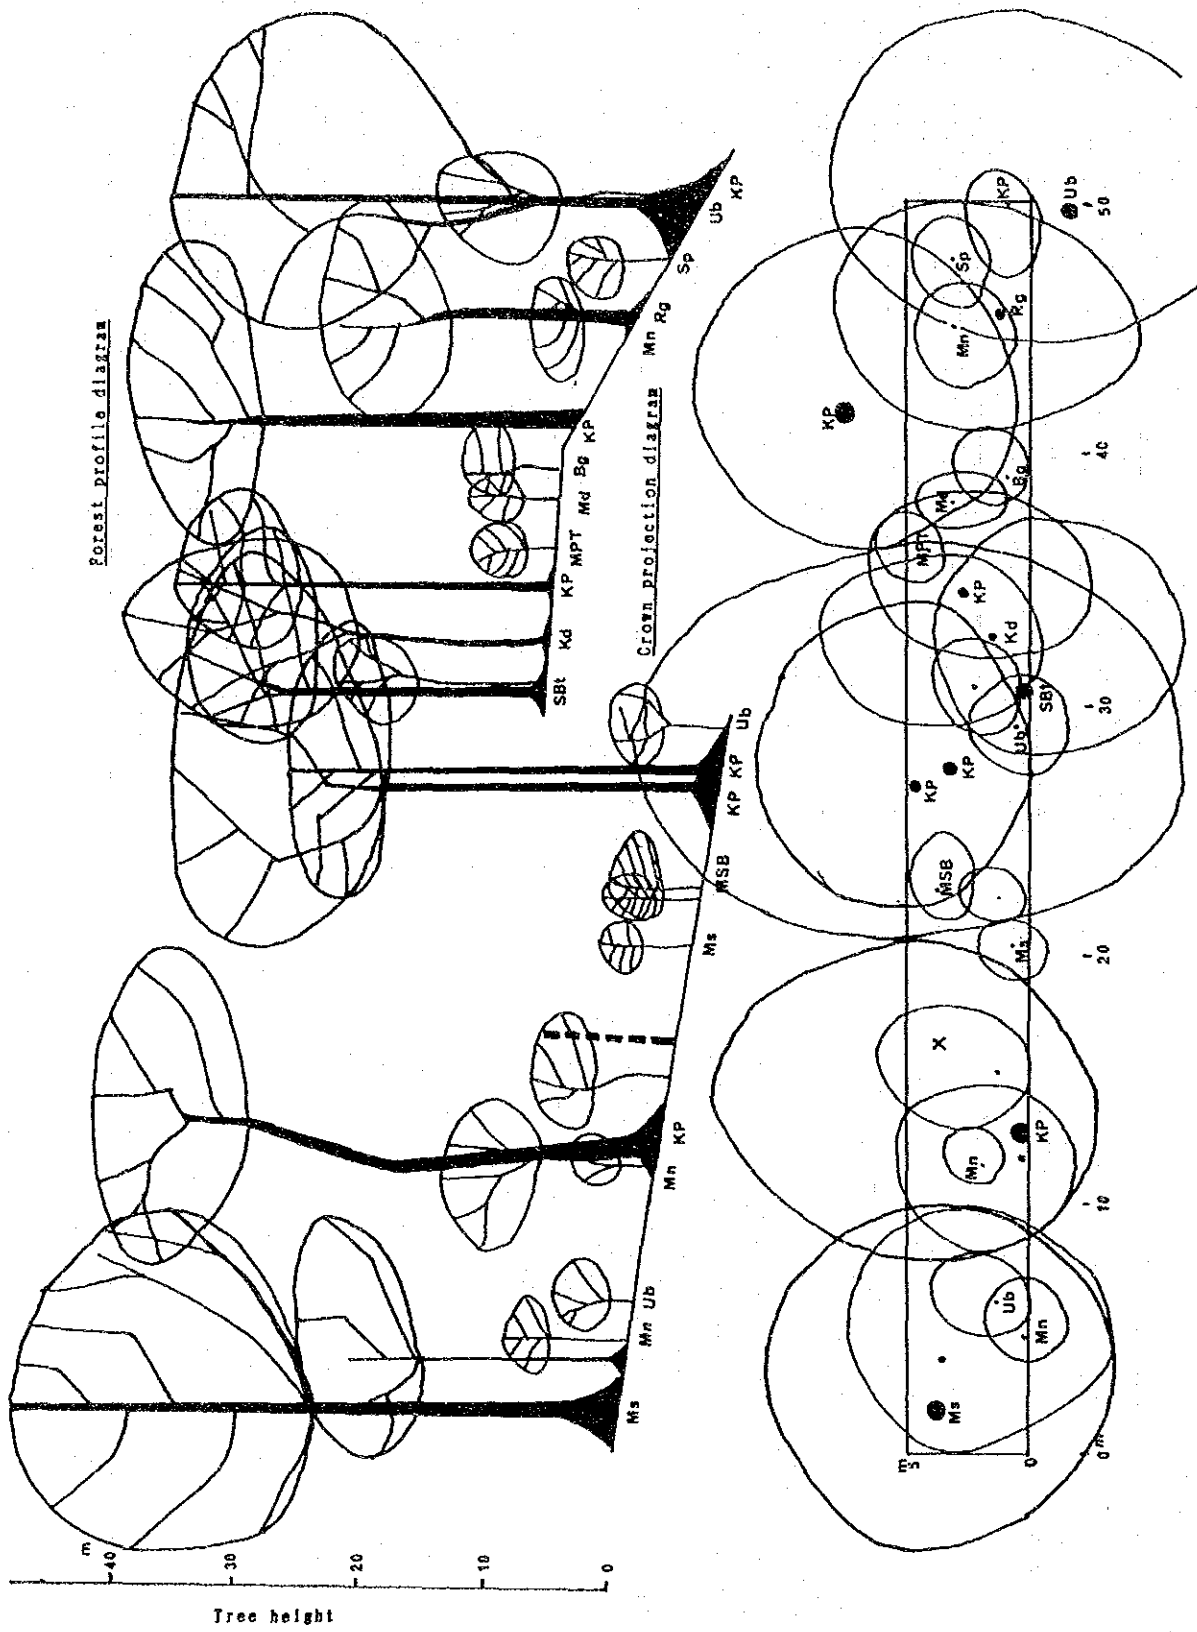 Forest profile diagram
m
40
30
20
10
0
Tree height
Ms
Mn
Ub
Mn
KP
Ms
MSB
KP
KP
Ub
SBt
Kd
KP
MPT
Md
Bg
KP
Mn
Rg
Sp
Ub
KP
Crown projection diagram
m
5
0
0 m
10
20
30
40
50
Ms
Mn
Ub
Mn
KP
X
Ms
MSB
KP
KP
Ub
SBt
Kd
KP
MPT
Md
Bg
KP
Mn
Rg
Sp
KP
Ub